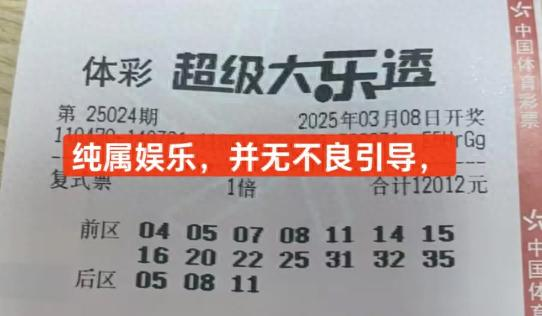 体彩 超级大乐透
第 25024期 2025年03月08日开奖
纯属娱乐，并无不良引导，
复式票 1倍 合计12012元
前区 04 05 07 08 11 14 15
16 20 22 25 31 32 35
后区 05 08 11
中国体育彩票
中国体育